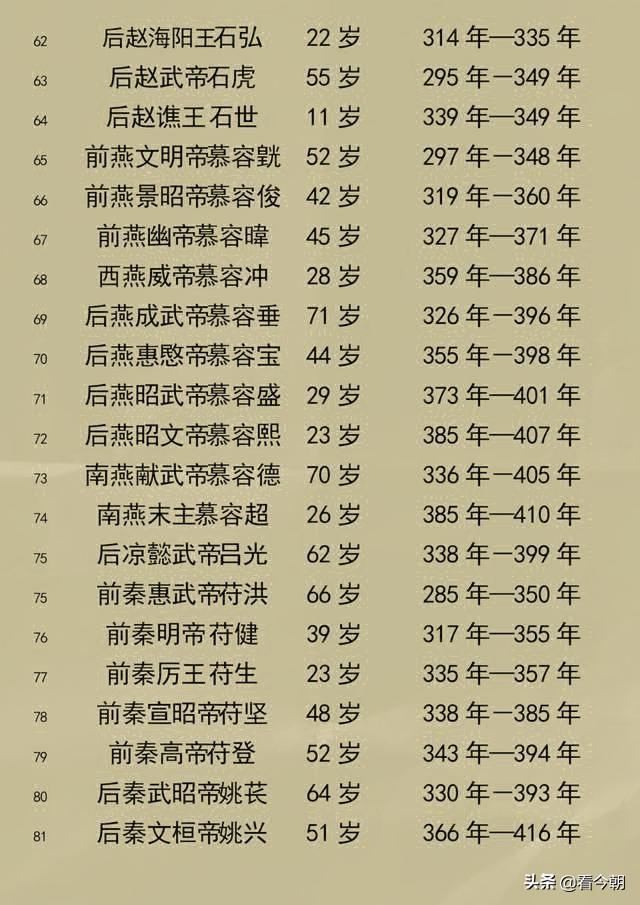 62 后赵海阳王石弘 22 岁 314 年—335 年
63 后赵武帝石虎 55 岁 295 年—349 年
64 后赵谯王石世 11 岁 339 年—349 年
65 前燕文明帝慕容皝 52 岁 297 年—348 年
66 前燕景昭帝慕容俊 42 岁 319 年—360 年
67 前燕幽帝慕容暐 45 岁 327 年—371 年
68 西燕威帝慕容冲 28 岁 359 年—386 年
69 后燕成武帝慕容垂 71 岁 326 年—396 年
70 后燕惠愍帝慕容宝 44 岁 355 年—398 年
71 后燕昭武帝慕容盛 29 岁 373 年—401 年
72 后燕昭文帝慕容熙 23 岁 385 年—407 年
73 南燕献武帝慕容德 70 岁 336 年—405 年
74 南燕末主慕容超 26 岁 385 年—410 年
75 后凉懿武帝吕光 62 岁 338 年—399 年
75 前秦惠武帝苻洪 66 岁 285 年—350 年
76 前秦明帝苻健 39 岁 317 年—355 年
77 前秦厉王苻生 23 岁 335 年—357 年
78 前秦宣昭帝苻坚 48 岁 338 年—385 年
79 前秦高帝苻登 52 岁 343 年—394 年
80 后秦武昭帝姚苌 64 岁 330 年—393 年
81 后秦文桓帝姚兴 51 岁 366 年—416 年
头条 @看今朝